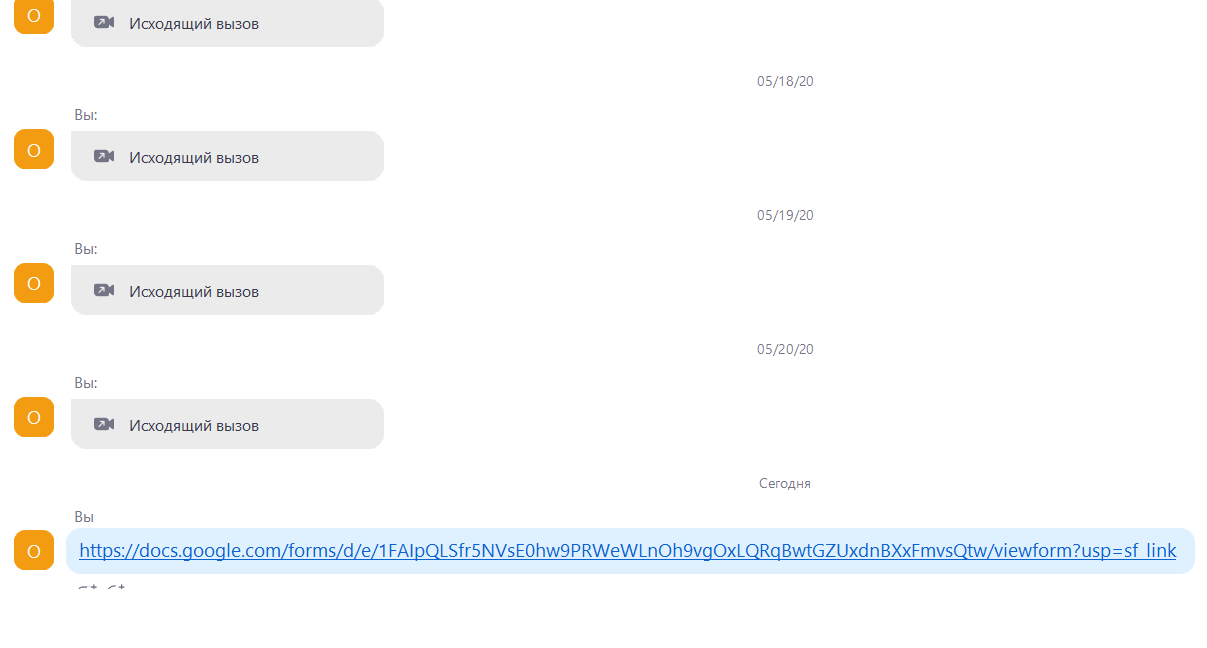 О
Исходящий вызов
05/18/20
Вы:
О
Исходящий вызов
05/19/20
Вы:
О
Исходящий вызов
05/20/20
Вы:
О
Исходящий вызов
Сегодня
Вы
О
https://docs.google.com/forms/d/e/1FAIpQLSfr5NVsE0hw9PRWeWLnOh9vgOxLQRqBwtGZUxdnBXxFmvsQtw/viewform?usp=sf_link